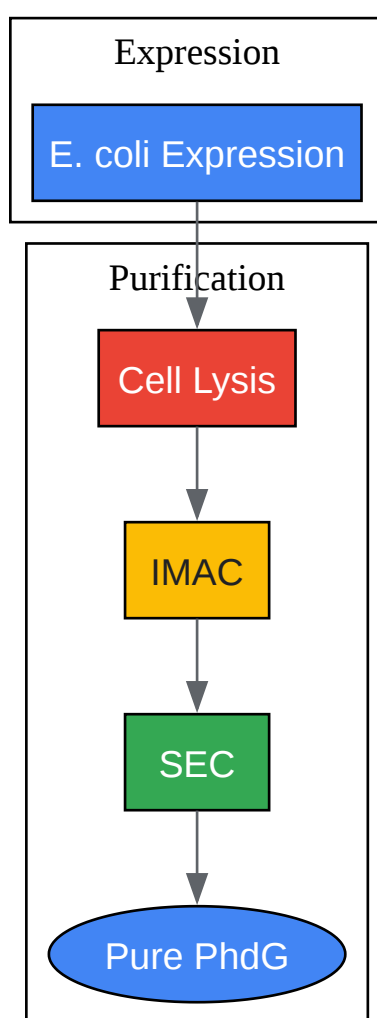 Expression
E. coli Expression
Purification
Cell Lysis
IMAC
SEC
Pure PhdG